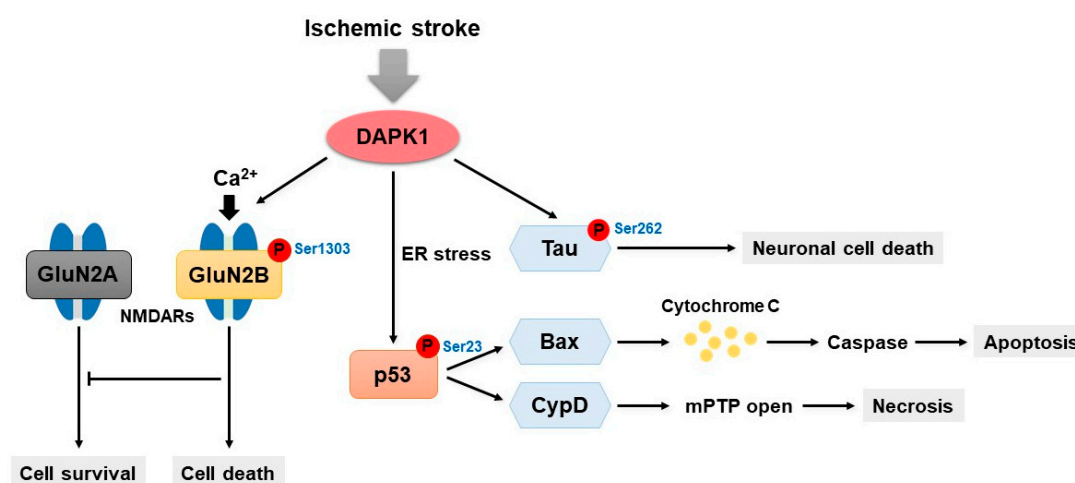 Ischemic stroke
DAPK1
Ca²⁺
P
Ser1303
GluN2A
GluN2B
NMDARs
ER stress
P
Ser262
Tau
Neuronal cell death
P
Ser23
p53
Bax
Cytochrome C
Caspase
Apoptosis
CypD
mPTP open
Necrosis
Cell survival
Cell death